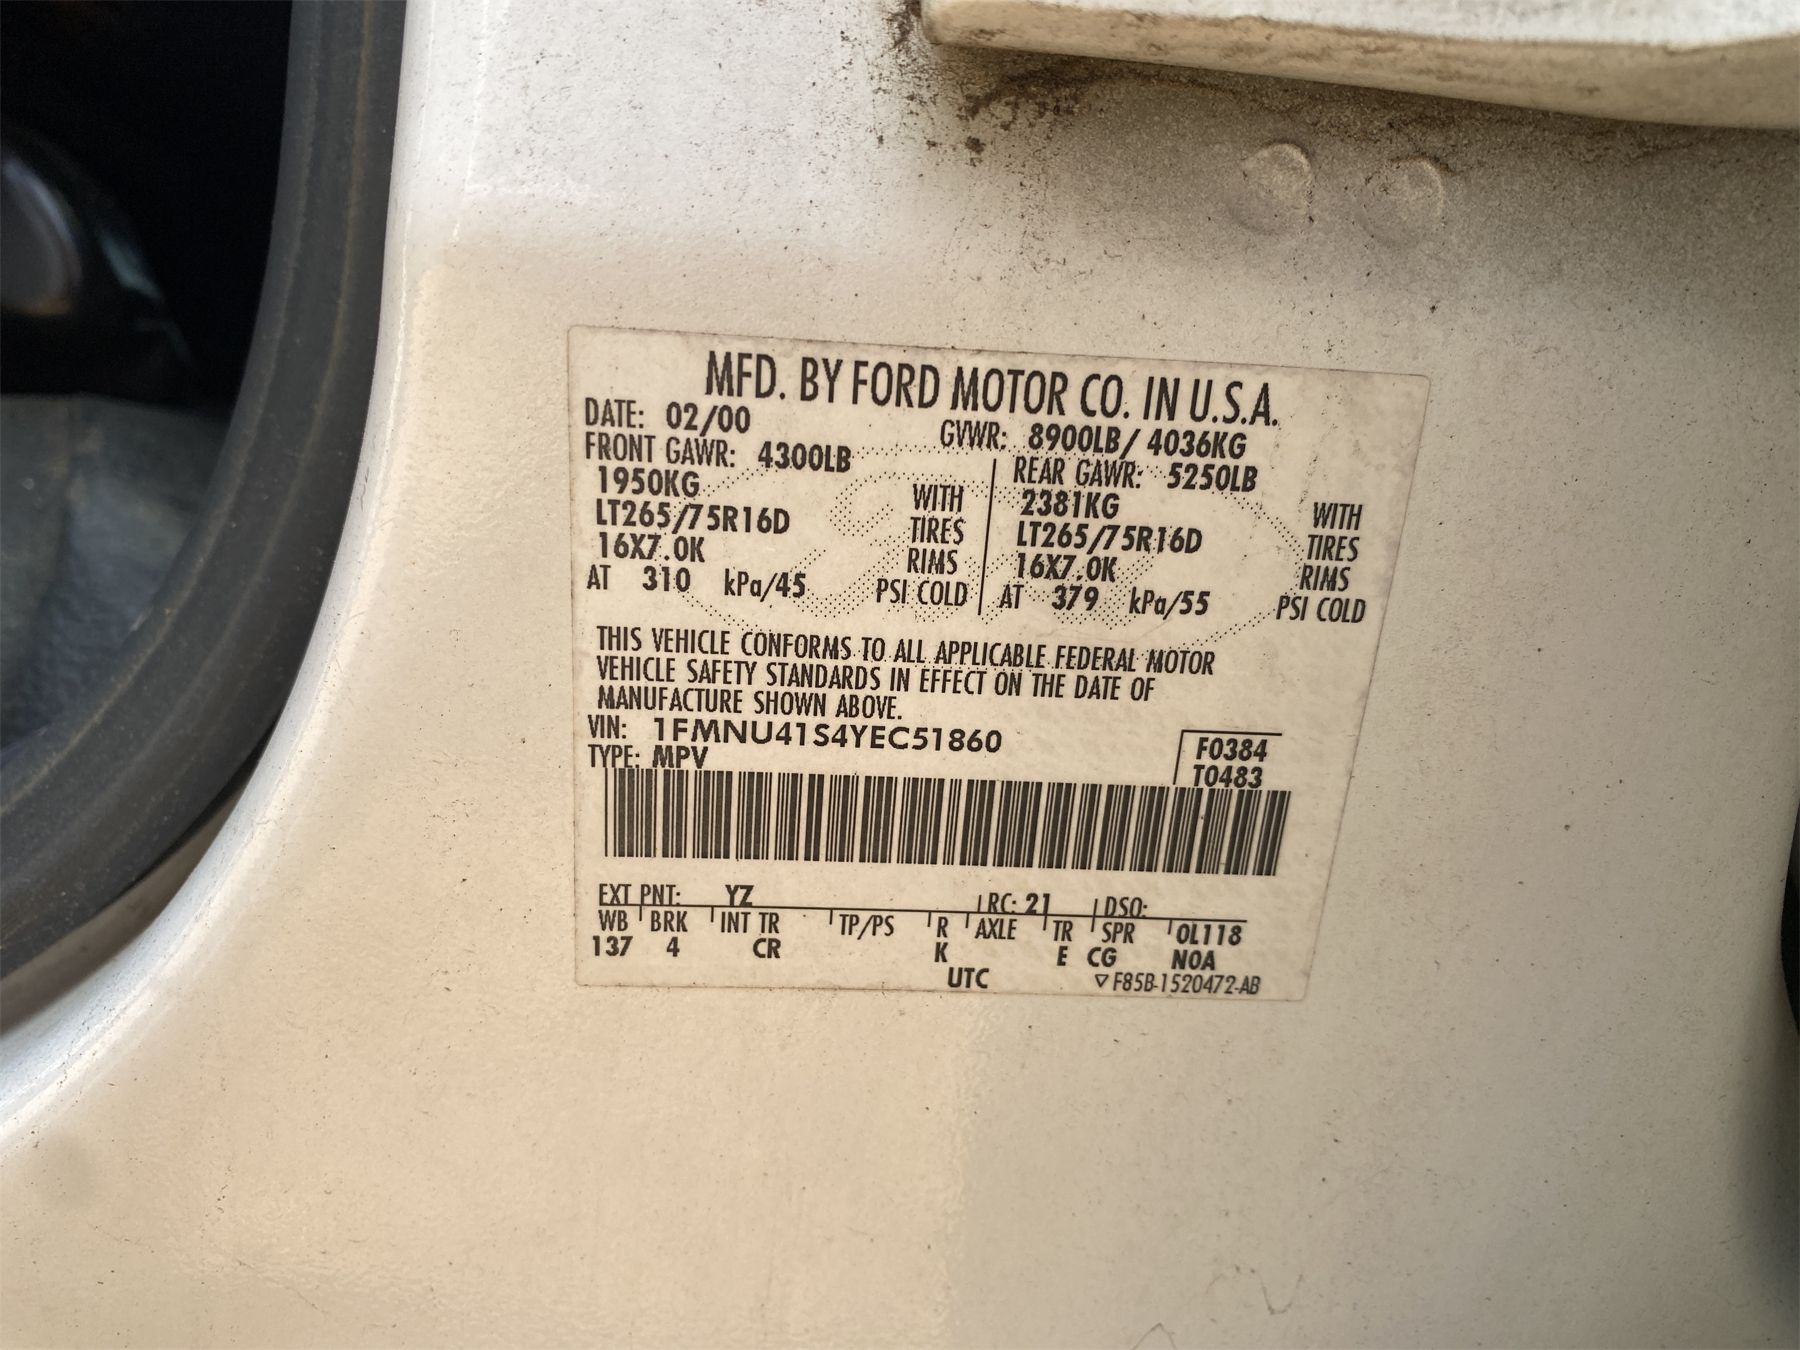 MFD. BY FORD MOTOR CO. IN U.S.A.
DATE: 02/00 GVWR: 8900LB/ 4036KG
FRONT GAWR: 4300LB REAR GAWR: 5250LB
1950KG WITH 2381KG WITH
LT265/75R16D TIRES LT265/75R16D TIRES
16X7.0K RIMS 16X7.0K RIMS
AT 310 kPa/45 PSI COLD AT 379 kPa/55 PSI COLD
THIS VEHICLE CONFORMS TO ALL APPLICABLE FEDERAL MOTOR
VEHICLE SAFETY STANDARDS IN EFFECT ON THE DATE OF
MANUFACTURE SHOWN ABOVE.
VIN: 1FMNU41S4YEC51860 F0384
TYPE: MPV T0483
EXT PNT: YZ RC: 21 DSO:
WB BRK INT TR TP/PS R AXLE TR SPR OL118
137 4 CR K E CG NOA
UTC ▽ F85B-1520472-AB